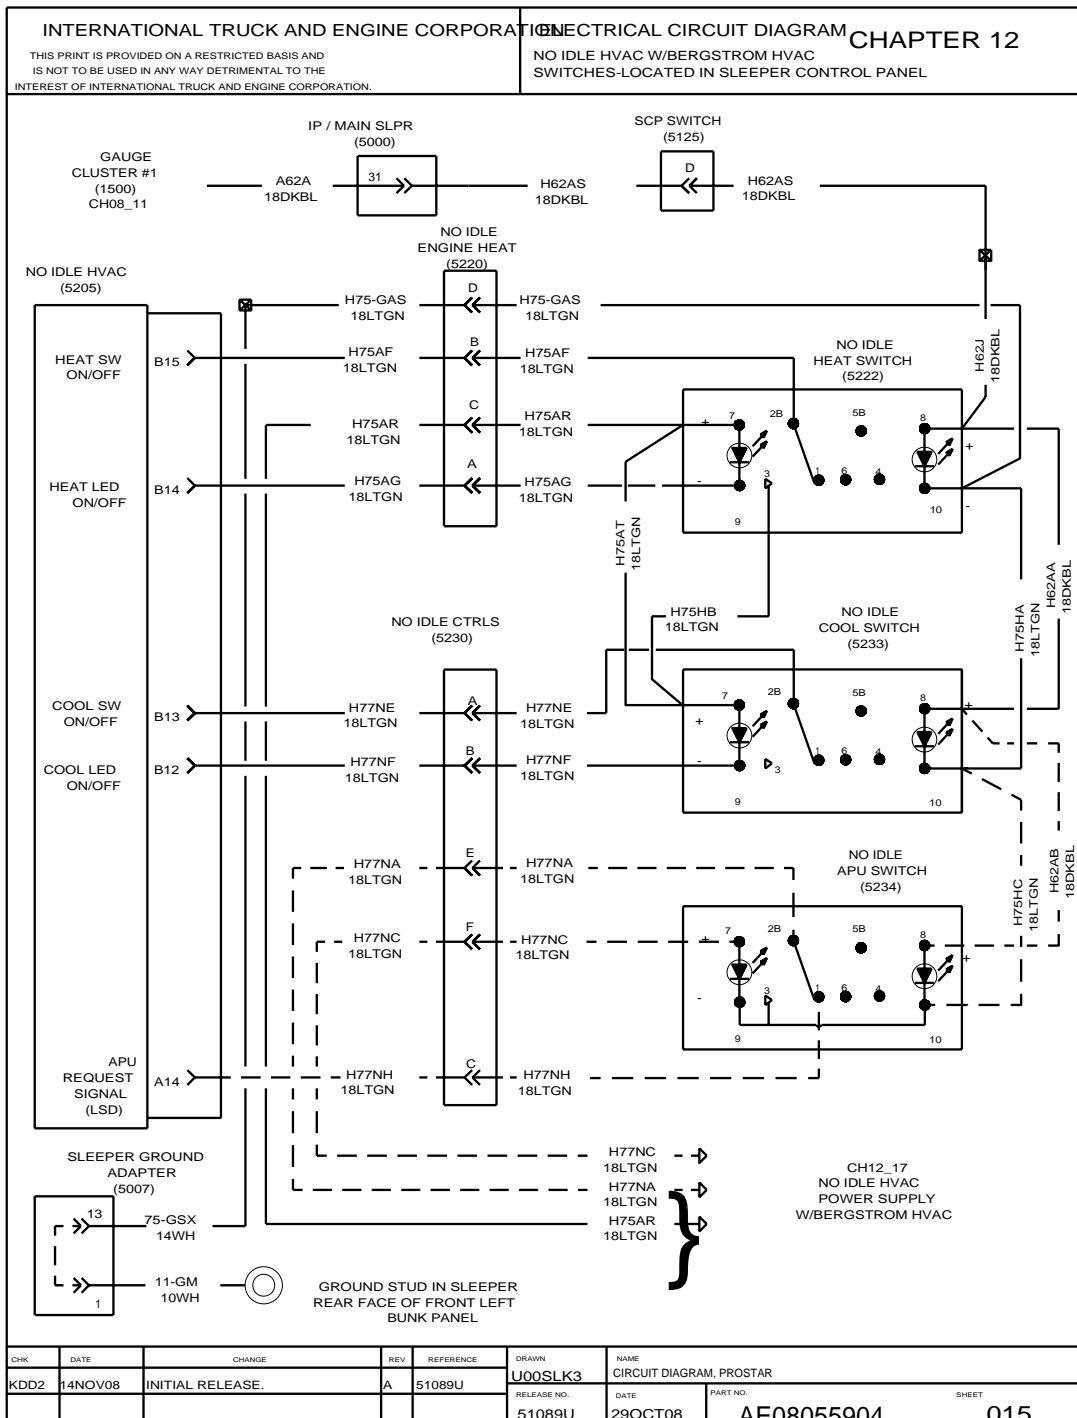 INTERNATIONAL TRUCK AND ENGINE CORPORATION
THIS PRINT IS PROVIDED ON A RESTRICTED BASIS AND
IS NOT TO BE USED IN ANY WAY DETRIMENTAL TO THE
INTEREST OF INTERNATIONAL TRUCK AND ENGINE CORPORATION.
ELECTRICAL CIRCUIT DIAGRAM
CHAPTER 12
NO IDLE HVAC W/BERGSTROM HVAC
SWITCHES-LOCATED IN SLEEPER CONTROL PANEL
GAUGE
CLUSTER #1
(1500)
CH08_11
A62A
18DKBL
IP / MAIN SLPR
(5000)
31
H62AS
18DKBL
SCP SWITCH
(5125)
D
H62AS
18DKBL
NO IDLE
ENGINE HEAT
(5220)
NO IDLE HVAC
(5205)
H75-GAS
18LTGN
D
H75-GAS
18LTGN
H62J
18DKBL
HEAT SW
ON/OFF
B15
H75AF
18LTGN
B
H75AF
18LTGN
NO IDLE
HEAT SWITCH
(5222)
H75AR
18LTGN
C
H75AR
18LTGN
HEAT LED
ON/OFF
B14
H75AG
18LTGN
A
H75AG
18LTGN
+
7
2B
5B
8
+
-
3
1
6
4
-
9
10
H75AT
18LTGN
H75HB
18LTGN
H75HA
18LTGN
H62AA
18DKBL
NO IDLE CTRLS
(5230)
NO IDLE
COOL SWITCH
(5233)
COOL SW
ON/OFF
B13
H77NE
18LTGN
A
H77NE
18LTGN
COOL LED
ON/OFF
B12
H77NF
18LTGN
B
H77NF
18LTGN
7
2B
5B
8
+
+
-
3
1
6
4
-
9
10
H75HC
18LTGN
H62AB
18DKBL
H77NA
18LTGN
E
H77NA
18LTGN
NO IDLE
APU SWITCH
(5234)
H77NC
18LTGN
F
H77NC
18LTGN
+
7
2B
5B
8
+
-
3
1
6
4
9
10
APU
REQUEST
SIGNAL
(LSD)
A14
H77NH
18LTGN
C
H77NH
18LTGN
SLEEPER GROUND
ADAPTER
(5007)
13
75-GSX
14WH
1
11-GM
10WH
GROUND STUD IN SLEEPER
REAR FACE OF FRONT LEFT
BUNK PANEL
H77NC
18LTGN
H77NA
18LTGN
H75AR
18LTGN
}
CH12_17
NO IDLE HVAC
POWER SUPPLY
W/BERGSTROM HVAC
CHK DATE CHANGE REV REFERENCE
KDD2 14NOV08 INITIAL RELEASE. A 51089U
DRAWN
U00SLK3
NAME
CIRCUIT DIAGRAM, PROSTAR
RELEASE NO.
51089U
DATE
29OCT08
PART NO.
AE08055904
SHEET
015